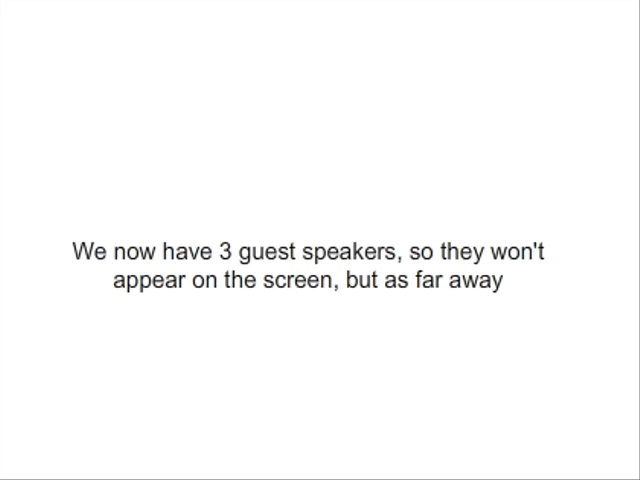 We now have 3 guest speakers, so they won't
appear on the screen, but as far away